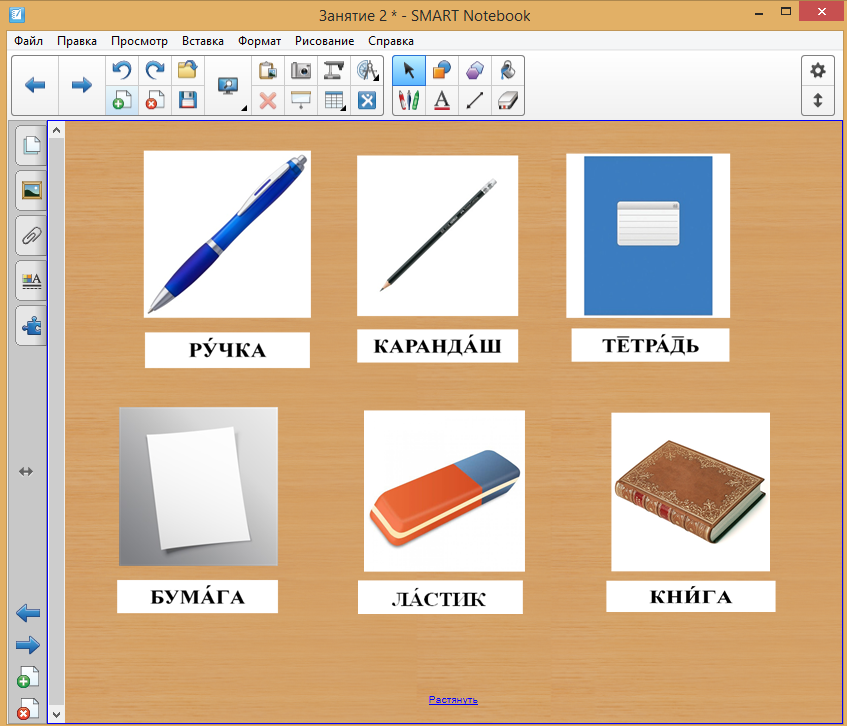 Занятие 2 * - SMART Notebook
Файл Правка Просмотр Вставка Формат Рисование Справка
РУ́ЧКА КАРАНДА́Ш ТЕ̅ТРА́Д̅Ь
БУМА́ГА ЛА́СТИК КНИ́ГА
Растянуть